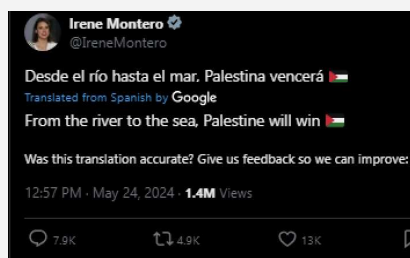 Irene Montero
@IreneMontero
Desde el río hasta el mar, Palestina vencerá 🇵🇸
Translated from Spanish by Google
From the river to the sea, Palestine will win 🇵🇸
Was this translation accurate? Give us feedback so we can improve:
12:57 PM · May 24, 2024 · 1.4M Views
7.9K 4.9K 13K